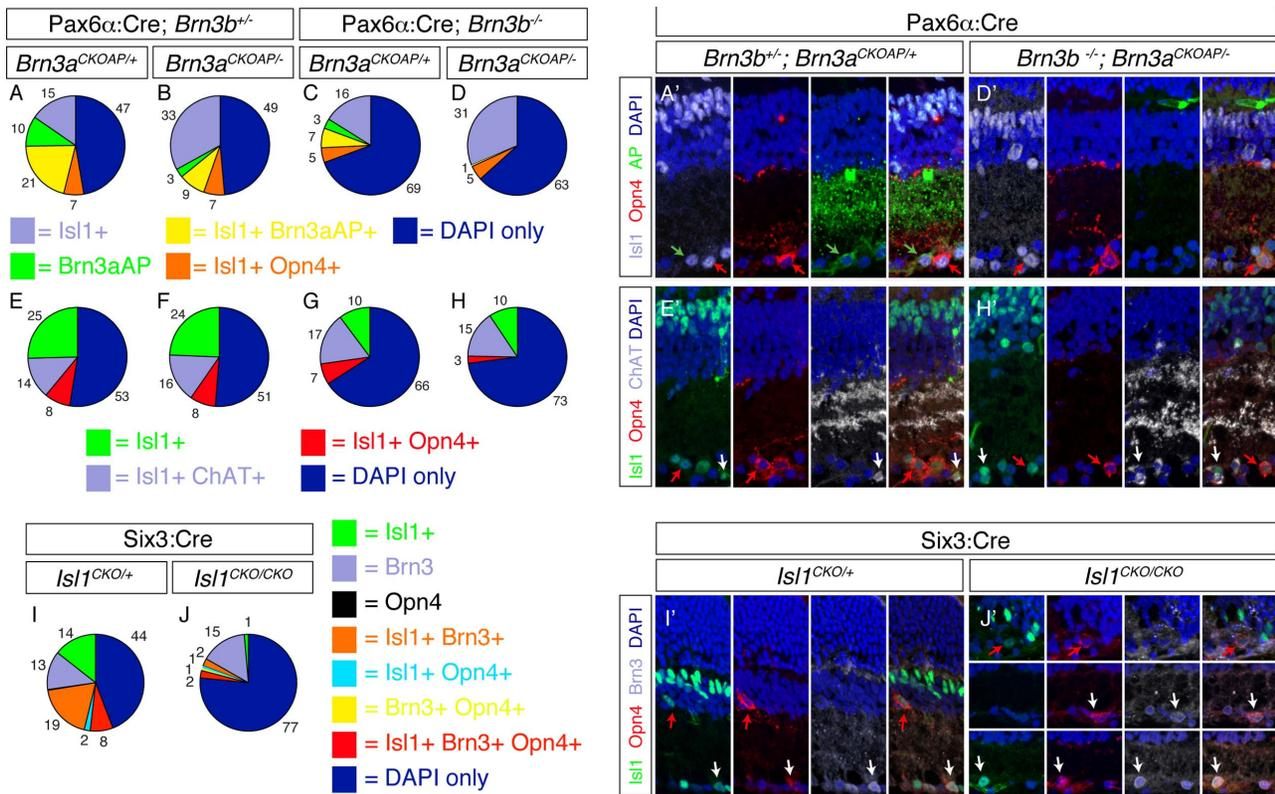 Pax6α:Cre; Brn3b+/-
Pax6α:Cre; Brn3b-/-
Brn3aCKOAP/+
Brn3aCKOAP/-
Brn3aCKOAP/+
Brn3aCKOAP/-
A
15
47
10
21
7
B
33
49
3
9
7
C
16
3
7
5
69
D
31
1
5
63
= Isl1+
= Isl1+ Brn3aAP+
= DAPI only
= Brn3aAP
= Isl1+ Opn4+
E
25
14
8
53
F
24
16
8
51
G
10
17
7
66
H
10
15
3
73
= Isl1+
= Isl1+ Opn4+
= Isl1+ ChAT+
= DAPI only
Six3:Cre
Isl1CKO/+
Isl1CKO/CKO
I
14
44
13
19
2
8
J
1
15
2
1
1
2
77
= Isl1+
= Brn3
= Opn4
= Isl1+ Brn3+
= Isl1+ Opn4+
= Brn3+ Opn4+
= Isl1+ Brn3+ Opn4+
= DAPI only
Pax6α:Cre
Brn3b+/-; Brn3aCKOAP/+
Brn3b -/-; Brn3aCKOAP/-
Isl1 Opn4 AP DAPI
A’
D’
Isl1 Opn4 ChAT DAPI
E’
H’
Six3:Cre
Isl1CKO/+
Isl1CKO/CKO
Isl1 Opn4 Brn3 DAPI
I’
J’